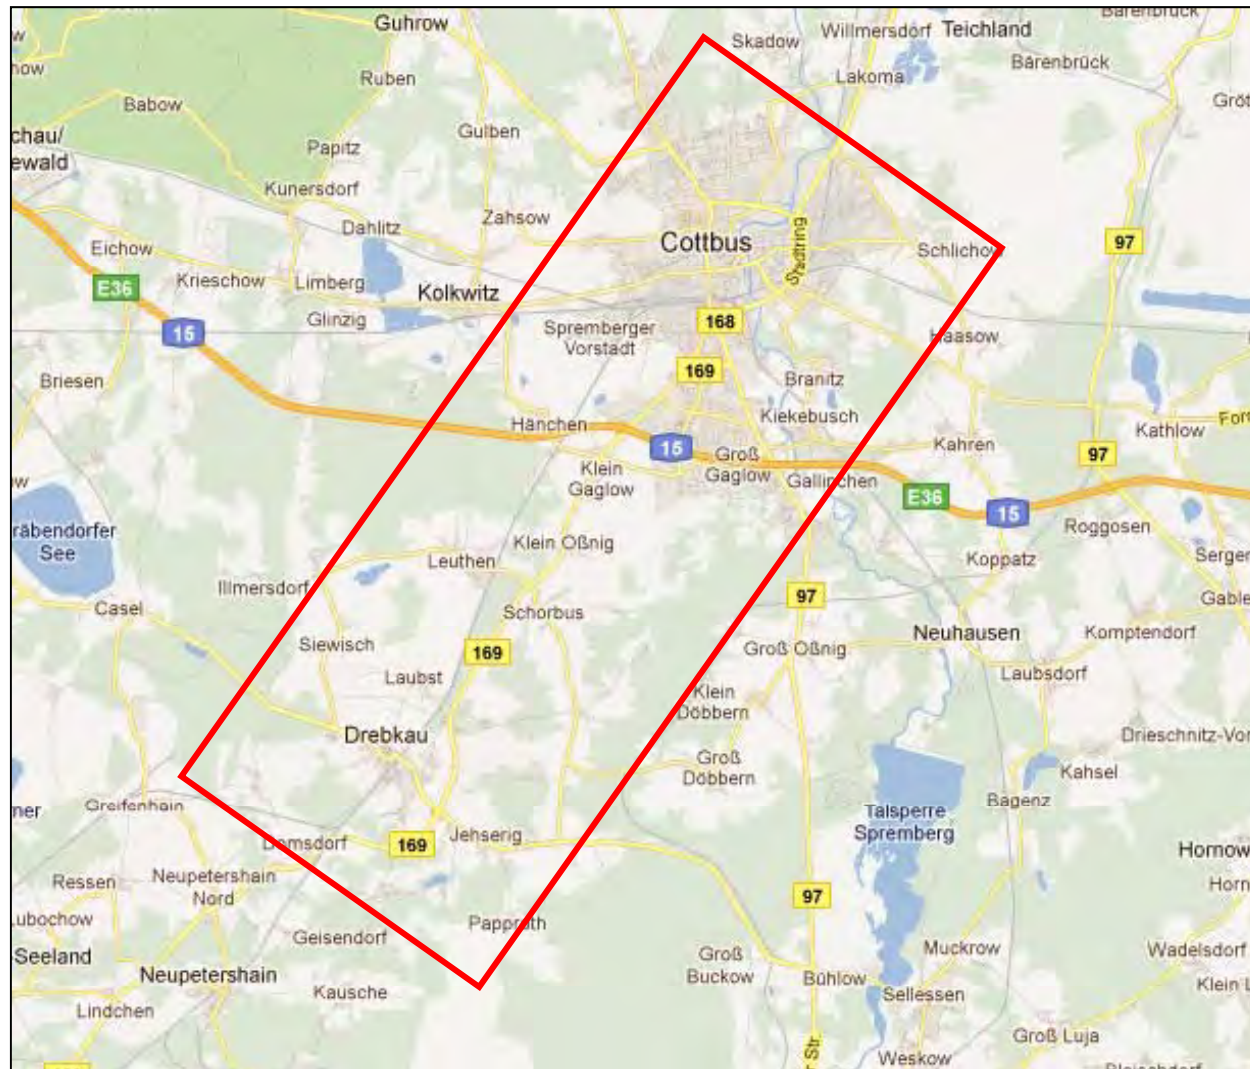 Guhrow
Skadow
Willmersdorf
Teichland
Bärenbrück
Bärenbrück
Ruben
Lakoma
Babow
Gulben
Papitz
Kunersdorf
Zahsow
Dahlitz
Eichow
Krieschow
Limberg
Cottbus
Stadtring
Schlichow
97
E36
Kolkwitz
Glinzig
15
Spremberger
Vorstadt
168
Haasow
169
Briesen
Branitz
Kiekebusch
Hänchen
Kathlow
Kahren
97
15
Groß
Gaglow
Klein
Gaglow
Gallinchen
E36
15
Roggosen
See
Klein Oßnig
Leuthen
Koppatz
Illmersdorf
97
Casel
Schorbus
Neuhausen
Komptendorf
Siewisch
169
Groß Oßnig
Laubst
Laubsdorf
Klein
Döbbern
Drebkau
Groß
Döbbern
Kahsel
Greifenhain
Bagenz
Talsperre
Spremberg
Domsdorf
169
Jehserig
Hornow
Ressen
Neupetershain
Nord
97
Papproth
Geisendorf
Seeland
Muckrow
Wadelsdorf
Groß
Buckow
Neupetershain
Bühlow
Kausche
Sellessen
Lindchen
Groß Luja
Str.
Weskow